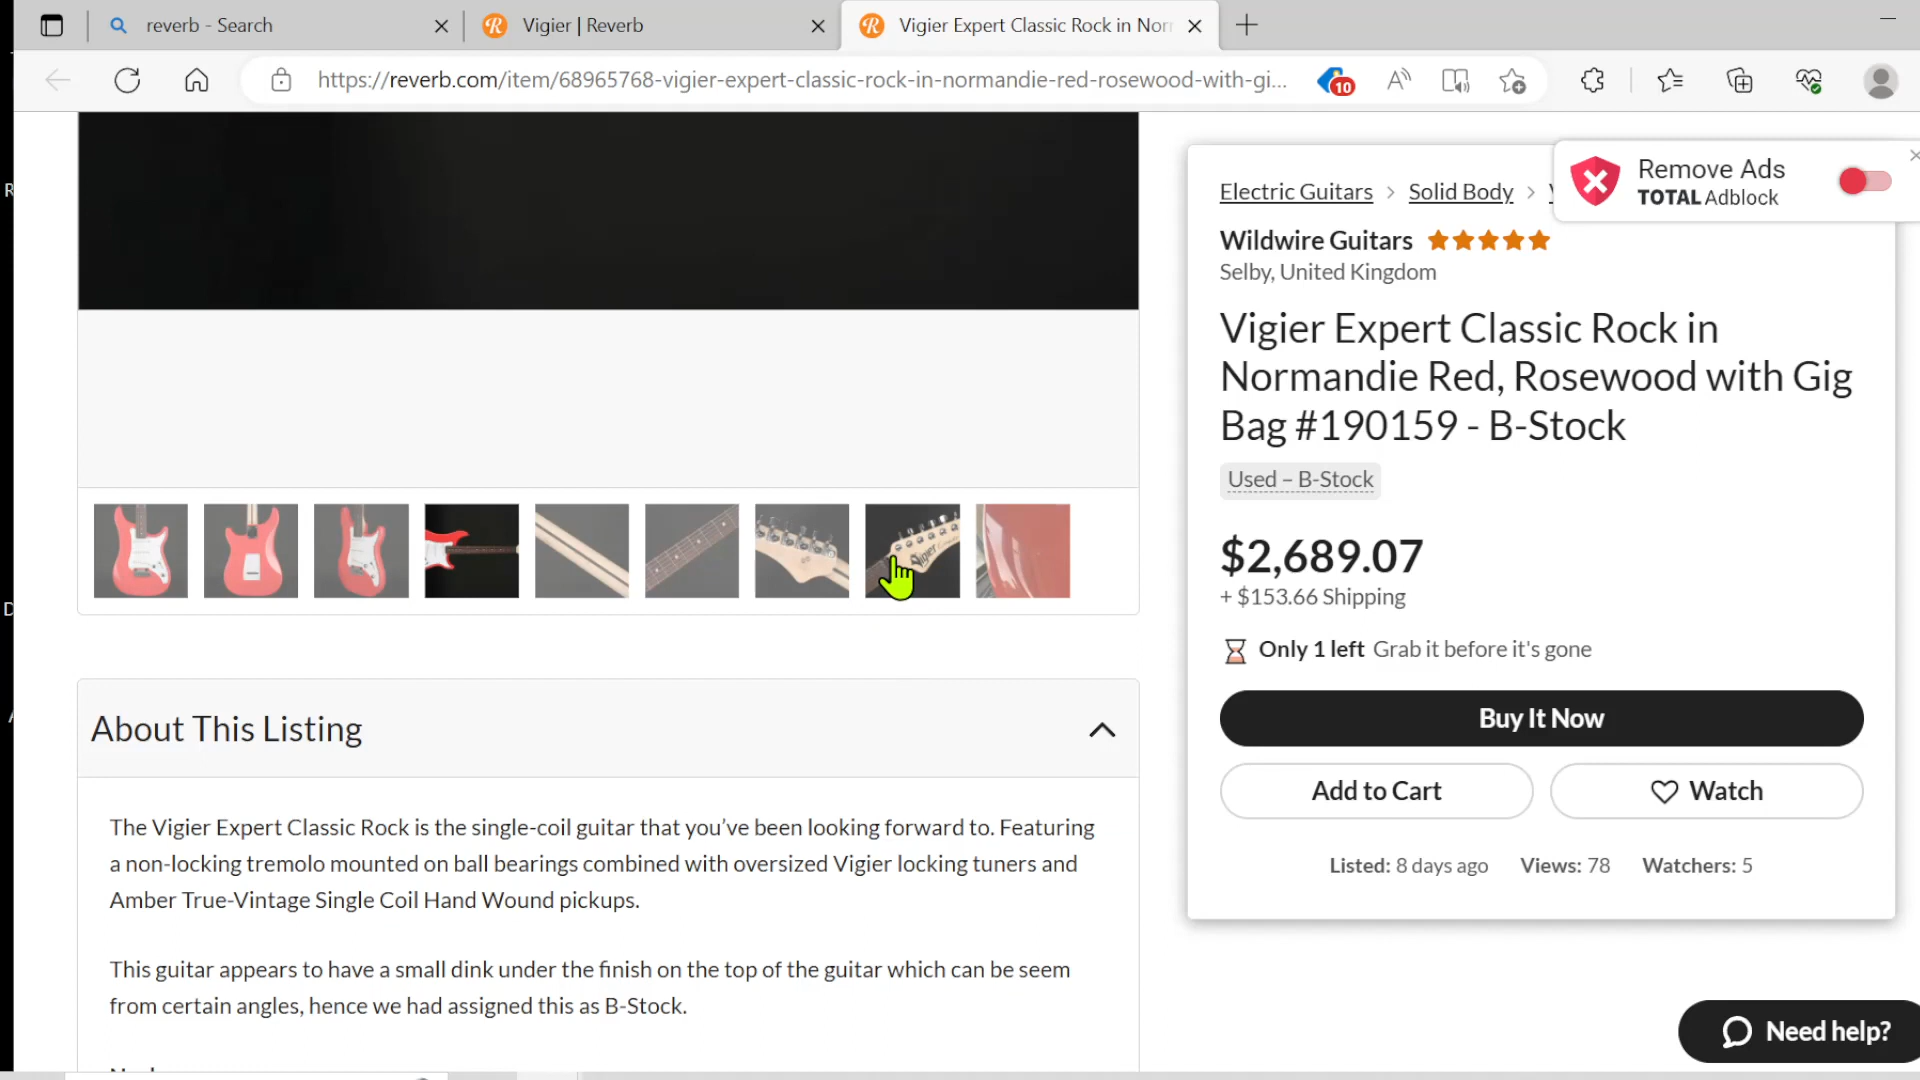 reverb - Search
Vigier | Reverb
Vigier Expert Classic Rock in Nor
https://reverb.com/item/68965768-vigier-expert-classic-rock-in-normandie-red-rosewood-with-gi...
10
Remove Ads
TOTAL Adblock
Electric Guitars > Solid Body >
Wildwire Guitars
Selby, United Kingdom
Vigier Expert Classic Rock in
Normandie Red, Rosewood with Gig
Bag #190159 - B-Stock
Used – B-Stock
$2,689.07
+ $153.66 Shipping
Only 1 left Grab it before it's gone
Buy It Now
Add to Cart
Watch
Listed: 8 days ago Views: 78 Watchers: 5
Vigier
About This Listing
The Vigier Expert Classic Rock is the single-coil guitar that you’ve been looking forward to. Featuring
a non-locking tremolo mounted on ball bearings combined with oversized Vigier locking tuners and
Amber True-Vintage Single Coil Hand Wound pickups.
This guitar appears to have a small dink under the finish on the top of the guitar which can be seem
from certain angles, hence we had assigned this as B-Stock.
Need help?